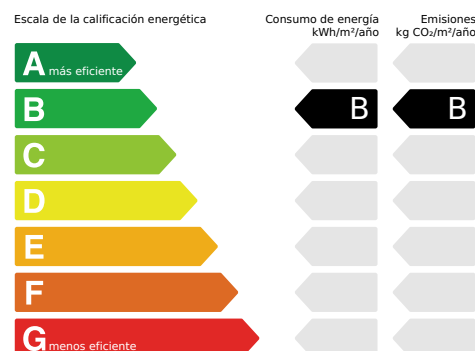 Escala de la calificación energética
Consumo de energía
kWh/m²/año
Emisiones
kg CO₂/m²/año
A más eficiente
B B B
C
D
E
F
G menos eficiente